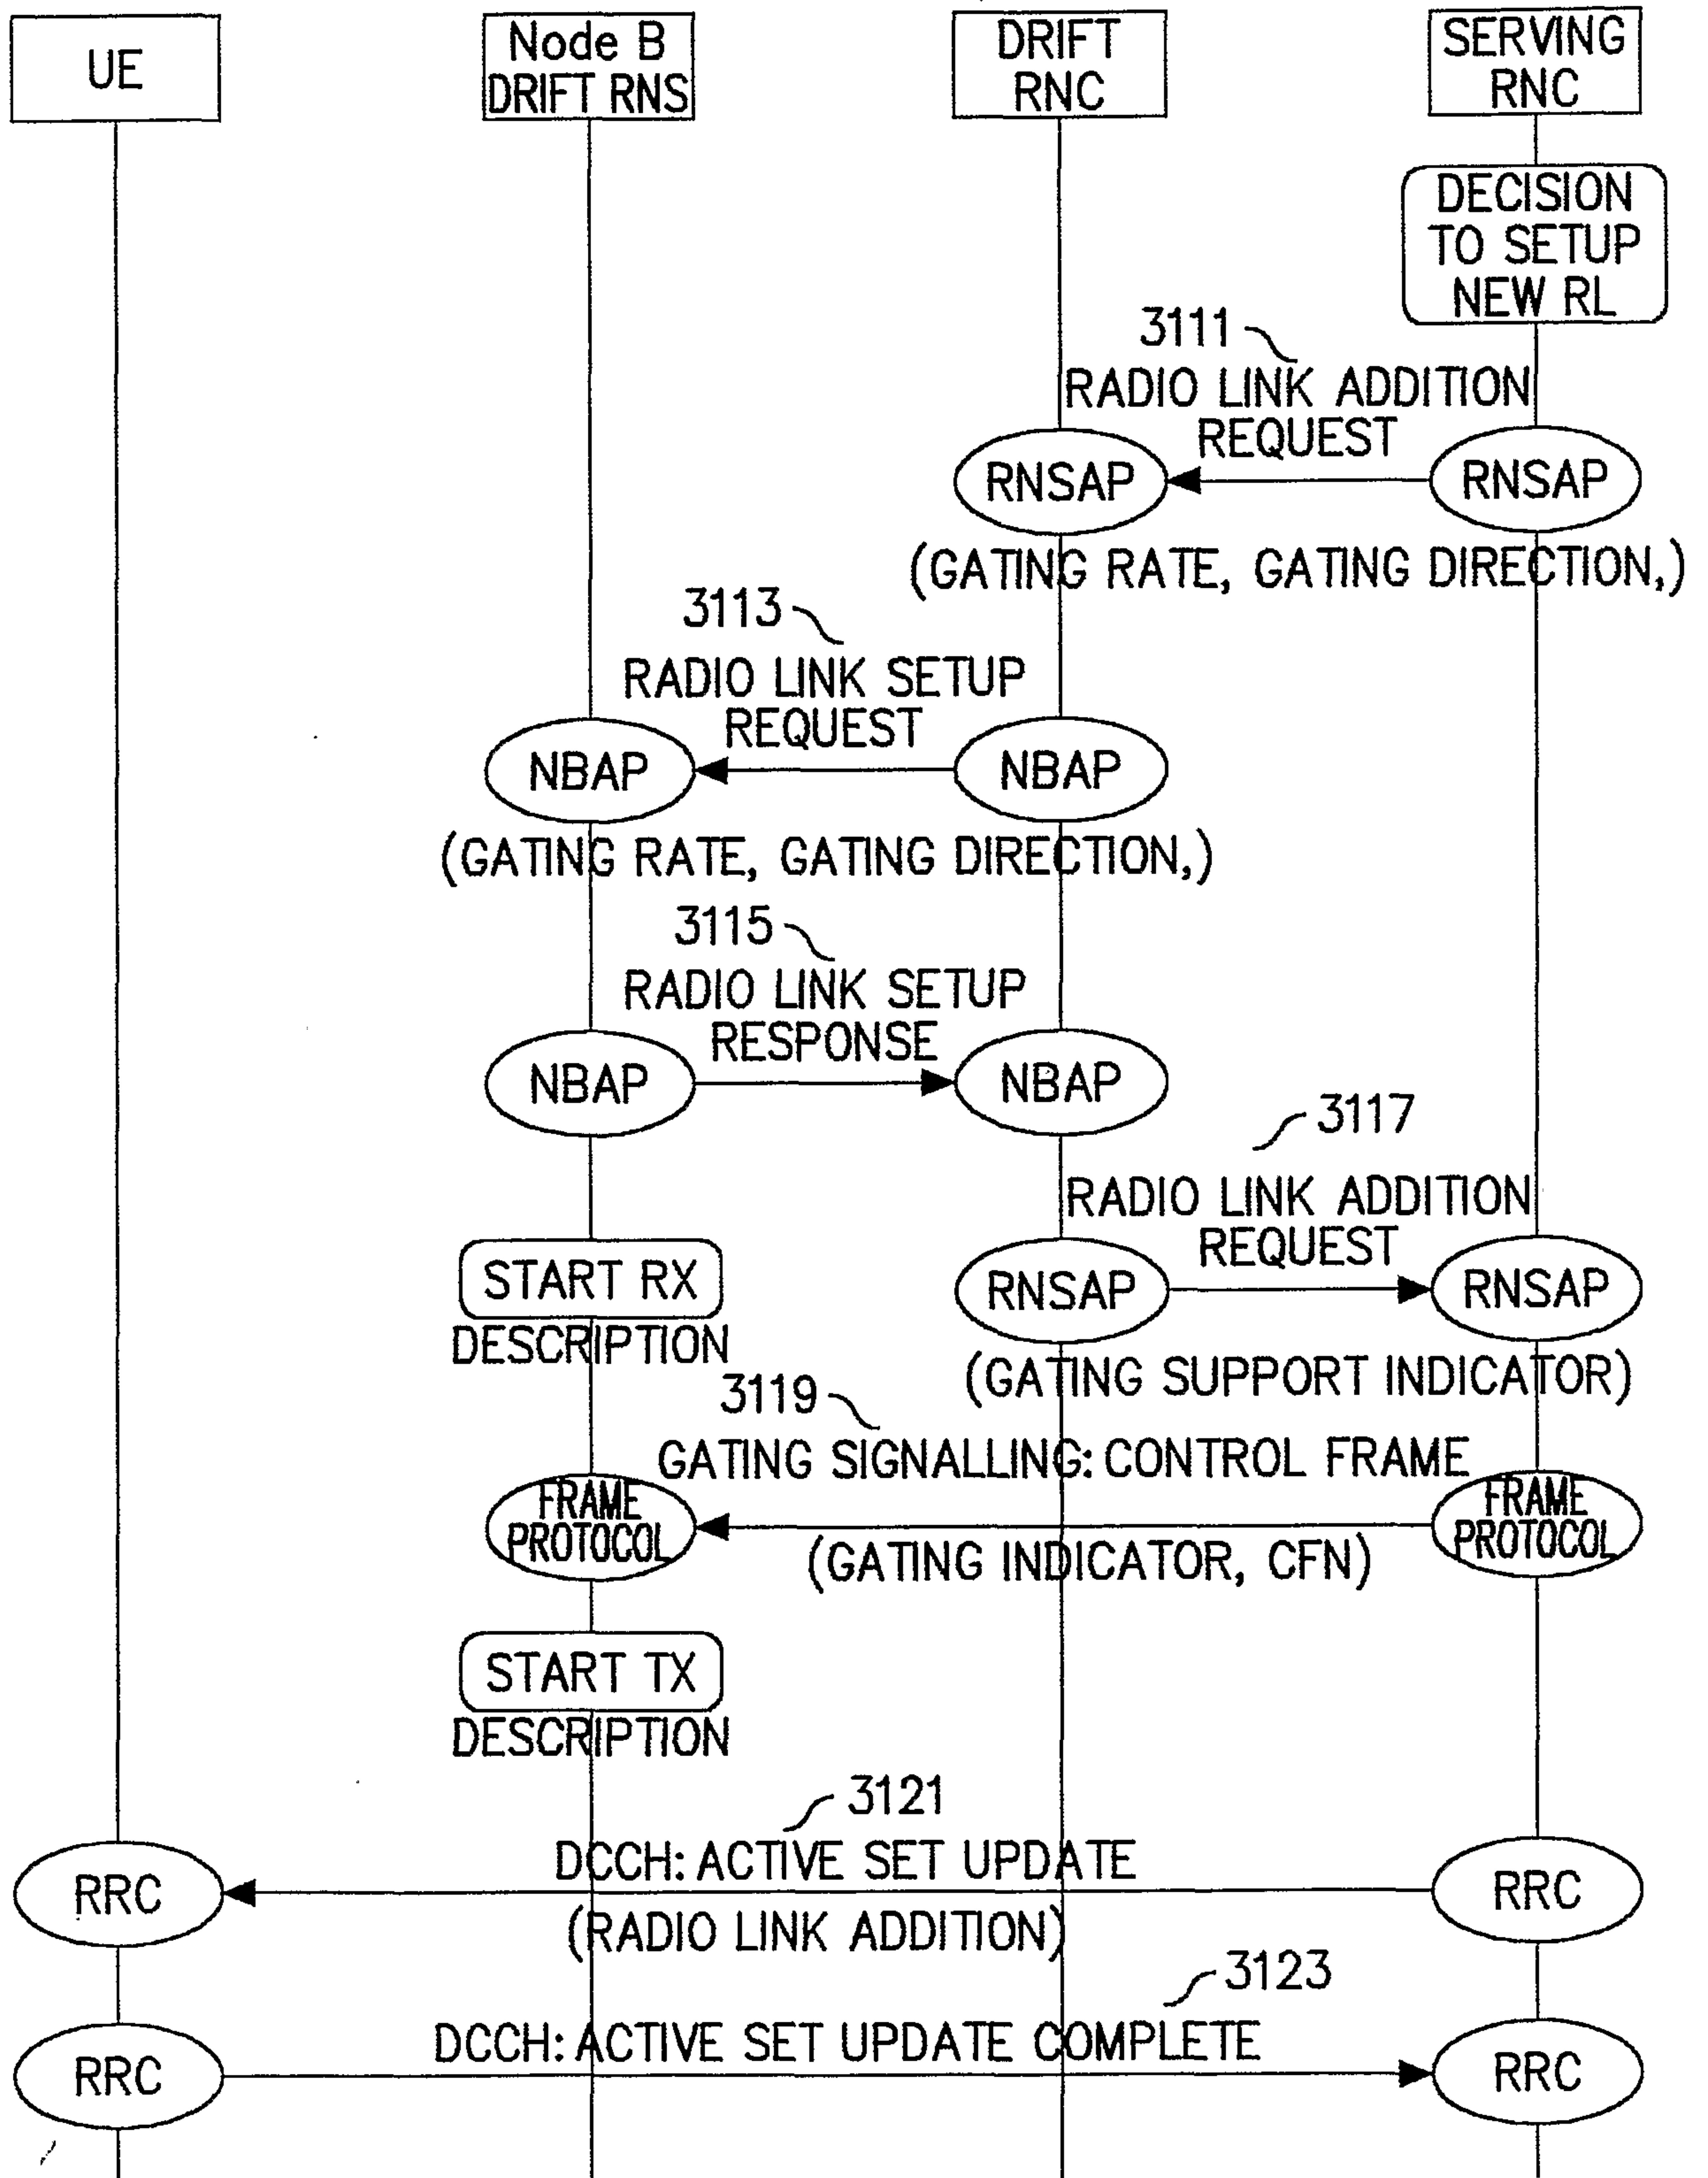 UE
Node B
DRIFT RNS
DRIFT
RNC
SERVING
RNC
DECISION
TO SETUP
NEW RL
3111
RADIO LINK ADDITION
REQUEST
RNSAP
RNSAP
(GATING RATE, GATING DIRECTION,)
3113
RADIO LINK SETUP
REQUEST
NBAP
NBAP
(GATING RATE, GATING DIRECTION,)
3115
RADIO LINK SETUP
RESPONSE
NBAP
NBAP
3117
RADIO LINK ADDITION
REQUEST
START RX
DESCRIPTION
RNSAP
RNSAP
(GATING SUPPORT INDICATOR)
3119
GATING SIGNALLING: CONTROL FRAME
FRAME
PROTOCOL
FRAME
PROTOCOL
(GATING INDICATOR, CFN)
START TX
DESCRIPTION
3121
DCCH: ACTIVE SET UPDATE
RRC
RRC
(RADIO LINK ADDITION)
3123
DCCH: ACTIVE SET UPDATE COMPLETE
RRC
RRC